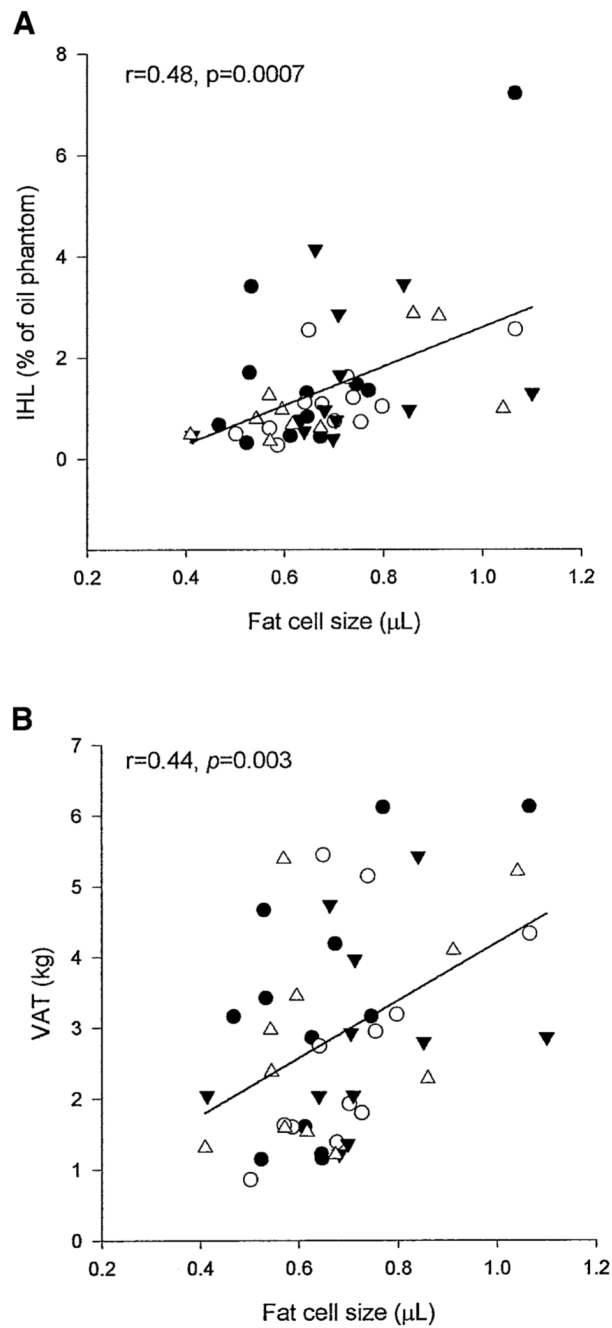 A
r=0.48, p=0.0007
8
6
4
2
0
IHL (% of oil phantom)
0.2 0.4 0.6 0.8 1.0 1.2
Fat cell size (μL)
B
r=0.44, p=0.003
7
6
5
4
3
2
1
0
VAT (kg)
0.2 0.4 0.6 0.8 1.0 1.2
Fat cell size (μL)